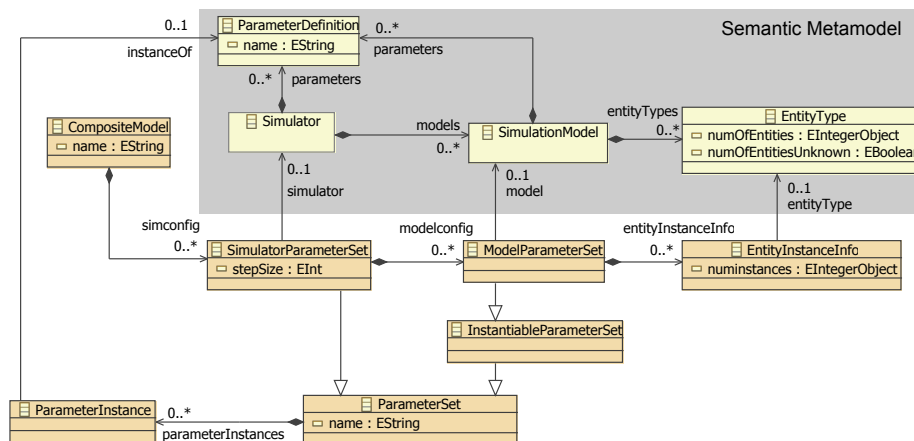 0..1
instanceOf
ParameterDefinition
name : EString
0..*
parameters
Semantic Metamodel
0..*
parameters
CompositeModel
name : EString
Simulator
models
0..*
SimulationModel
entityTypes
0..*
EntityType
numOfEntities : EIntegerObject
numOfEntitiesUnknown : EBoolean
0..1
simulator
0..1
model
0..1
entityType
simconfig
0..*
SimulatorParameterSet
stepSize : EInt
modelconfig
0..*
ModelParameterSet
entityInstanceInfo
0..*
EntityInstanceInfo
numinstances : EIntegerObject
InstantiableParameterSet
ParameterInstance
0..*
parameterInstances
ParameterSet
name : EString